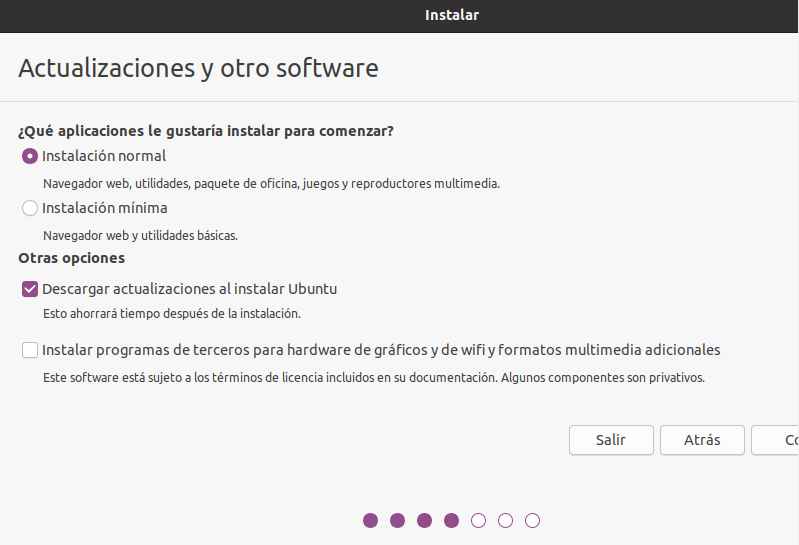 Instalar
Actualizaciones y otro software
¿Qué aplicaciones le gustaría instalar para comenzar?
Instalación normal
Navegador web, utilidades, paquete de oficina, juegos y reproductores multimedia.
Instalación mínima
Navegador web y utilidades básicas.
Otras opciones
Descargar actualizaciones al instalar Ubuntu
Esto ahorrará tiempo después de la instalación.
Instalar programas de terceros para hardware de gráficos y de wifi y formatos multimedia adicionales
Este software está sujeto a los términos de licencia incluidos en su documentación. Algunos componentes son privativos.
Salir Atrás